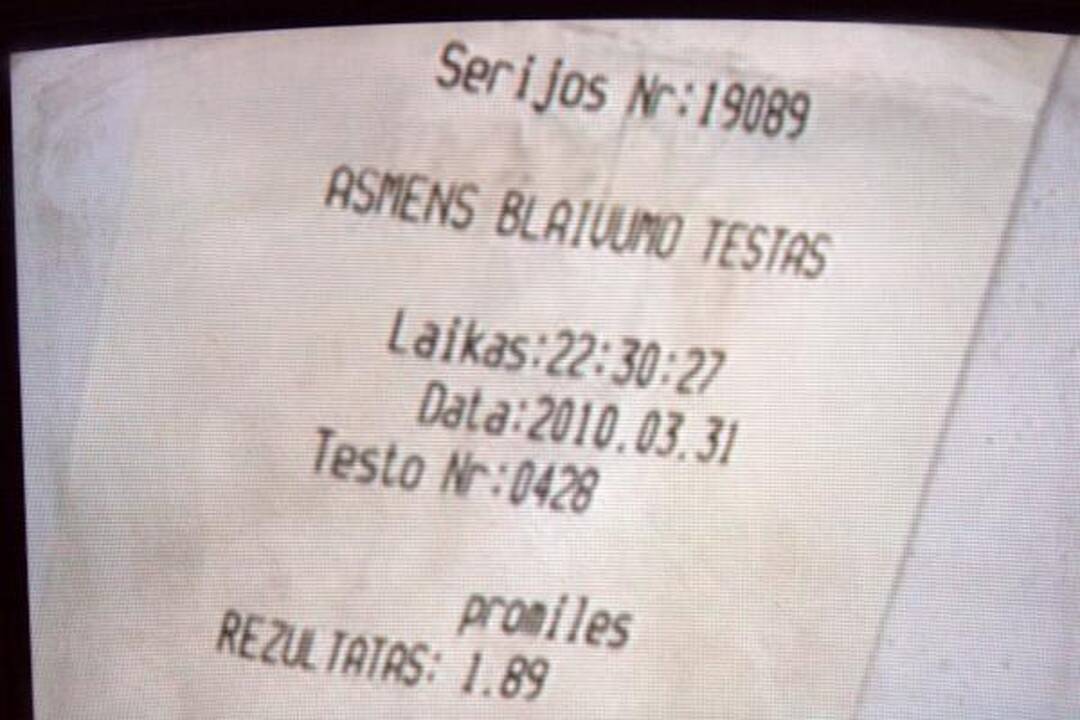 Serijos Nr:19089
ASMENS BLAIVUMO TESTAS
Laikas:22:30:27
Data:2010.03.31
Testo Nr:0428
promiles
REZULTATAS: 1.89